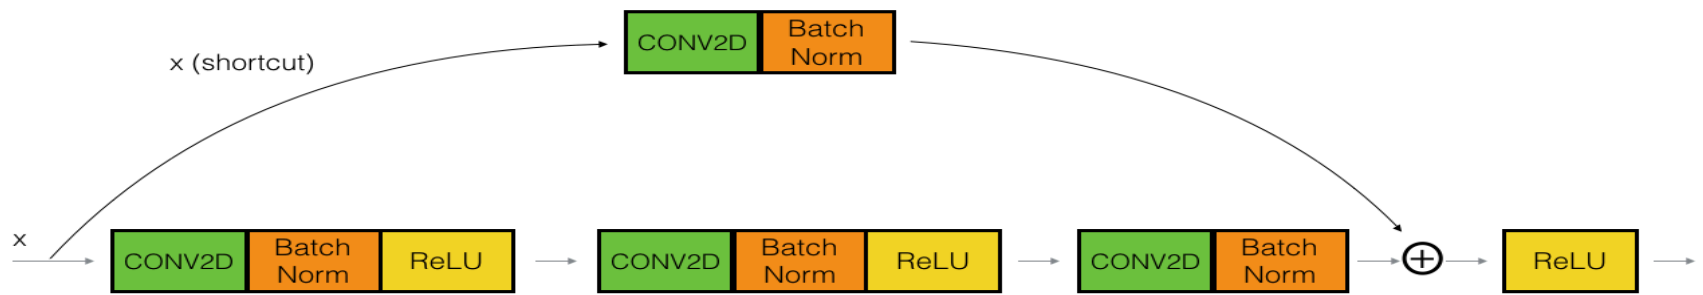 CONV2D
Batch
Norm
x (shortcut)
x
CONV2D
Batch
Norm
ReLU
CONV2D
Batch
Norm
ReLU
CONV2D
Batch
Norm
ReLU